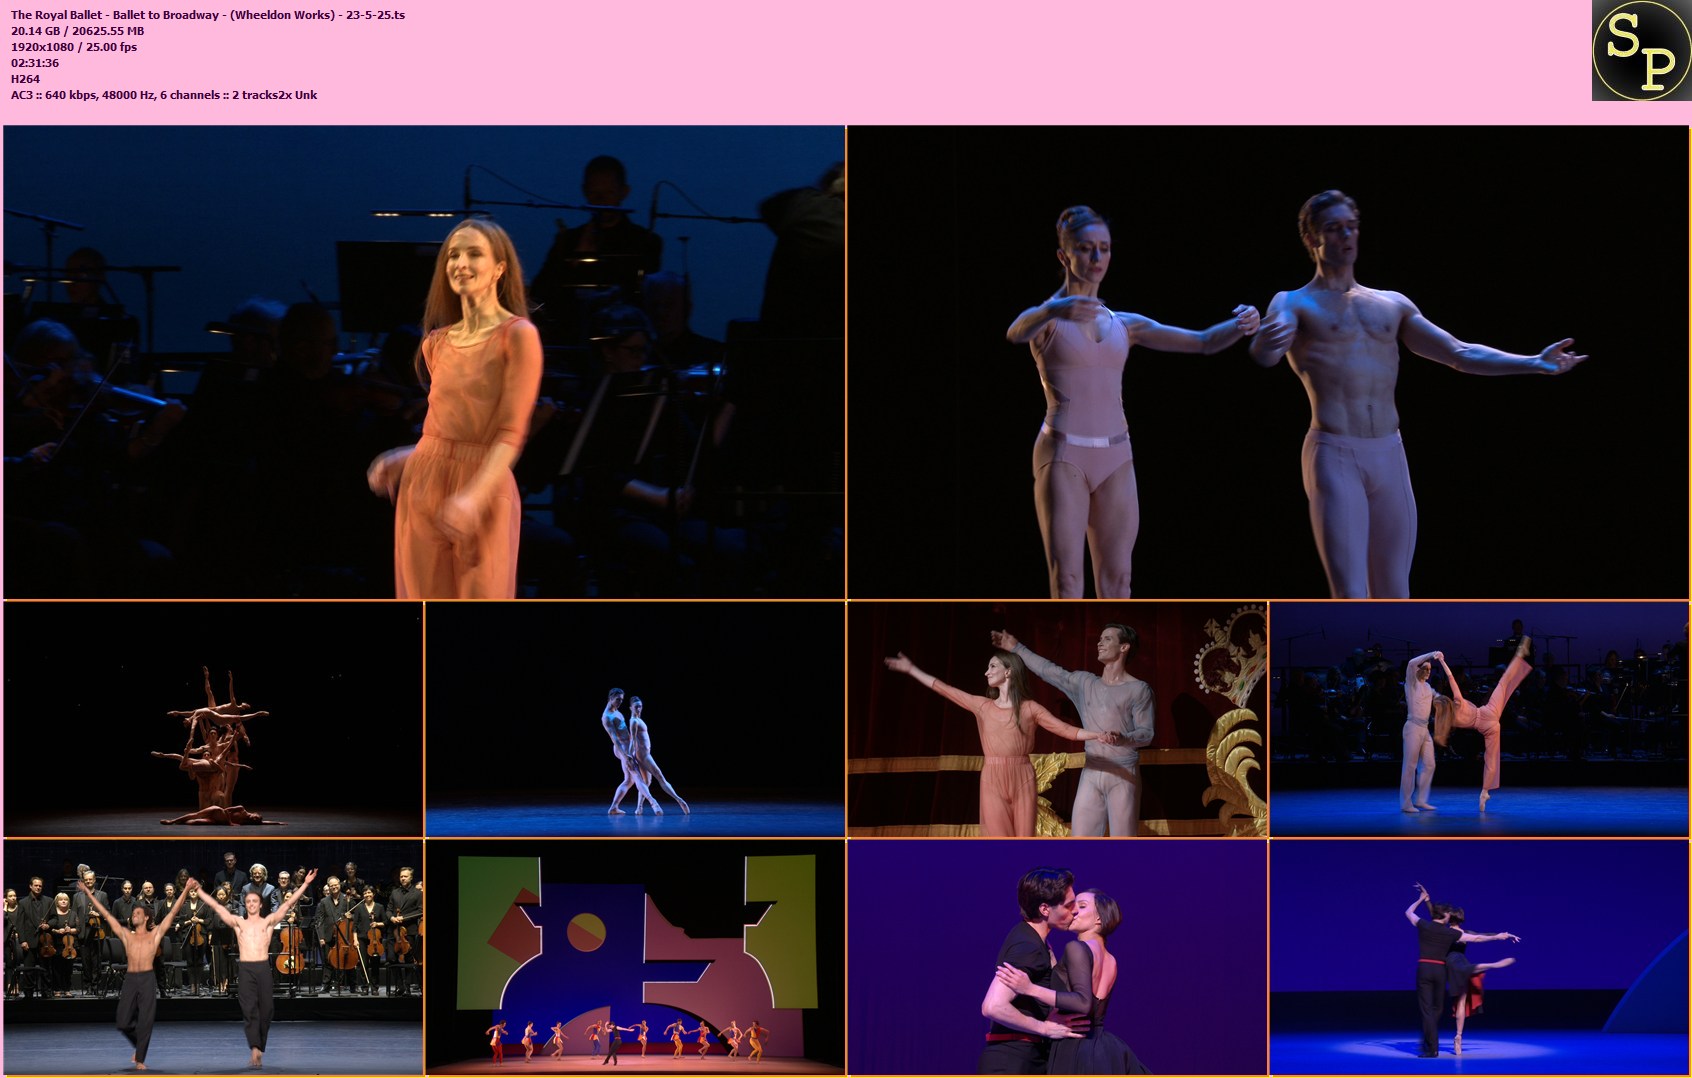 The Royal Ballet - Ballet to Broadway - (Wheeldon Works) - 23-5-25.ts
20.14 GB / 20625.55 MB
1920x1080 / 25.00 fps
02:31:36
H264
AC3 :: 640 kbps, 48000 Hz, 6 channels :: 2 tracks2x Unk
SP